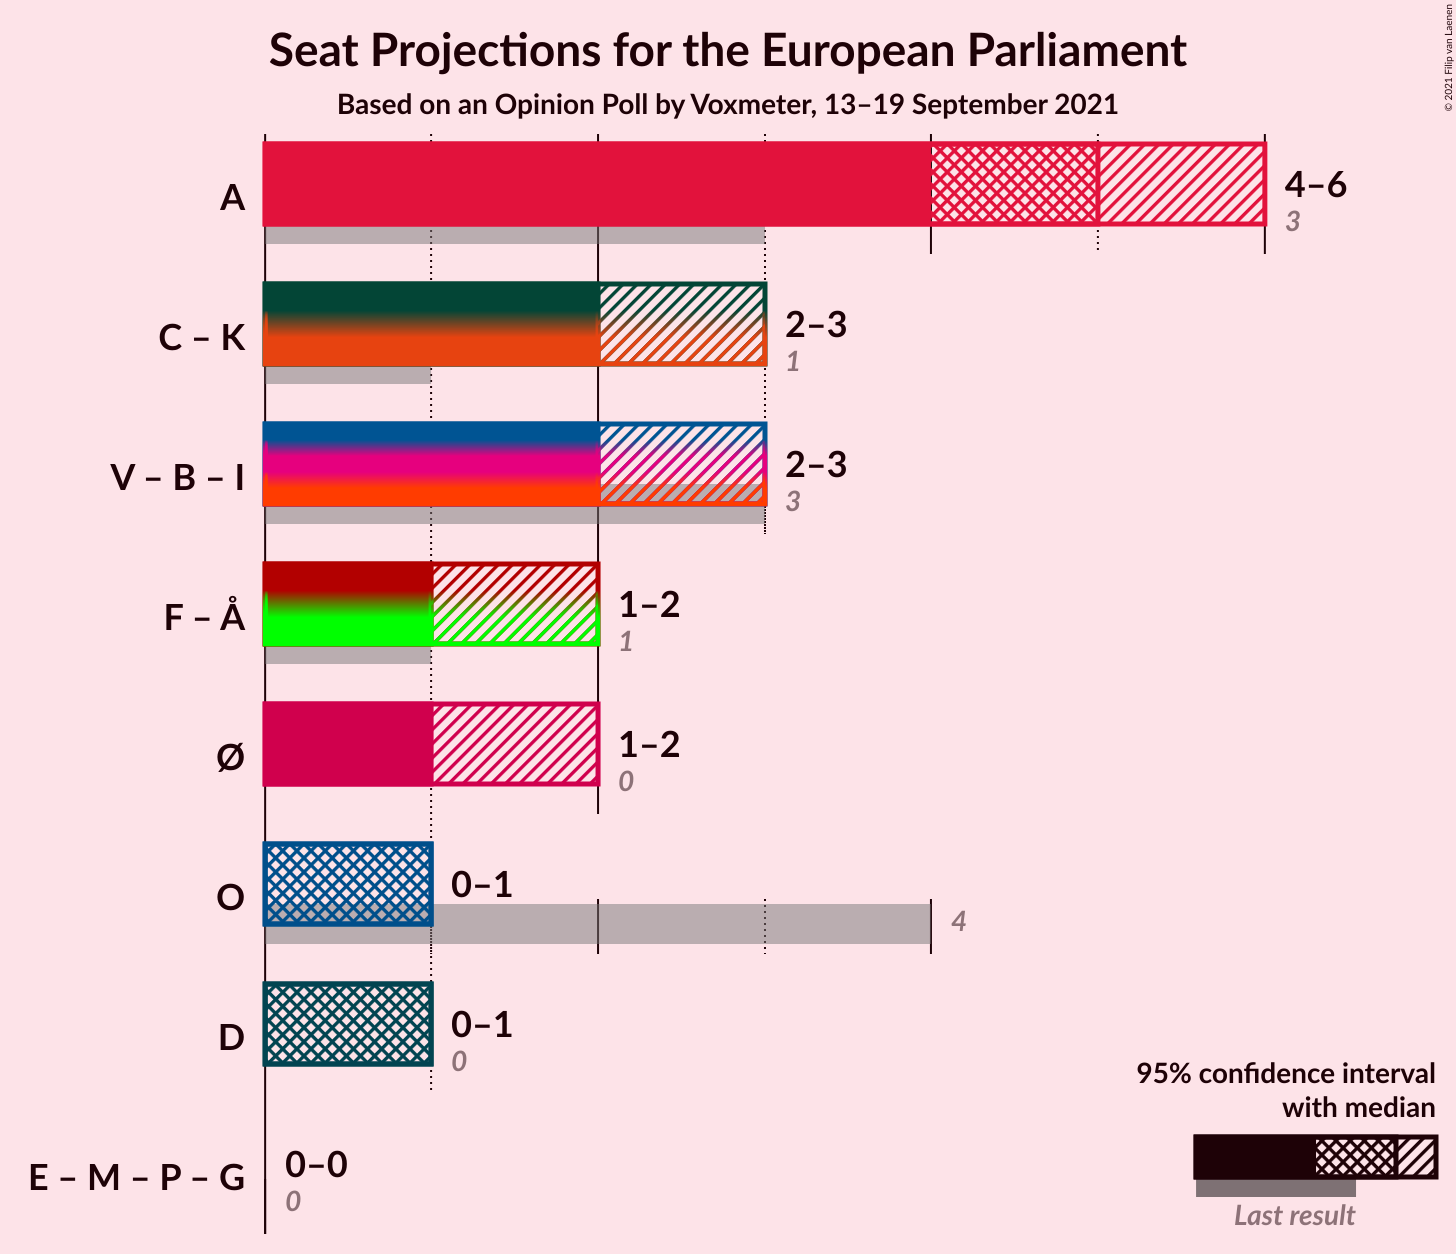 Seat Projections for the European Parliament
Based on an Opinion Poll by Voxmeter, 13–19 September 2021
© 2021 Filip van Laenen
A
4–6
3
C – K
2–3
1
V – B – I
2–3
3
F – Å
1–2
1
Ø
1–2
0
O
0–1
4
D
0–1
0
E – M – P – G
0–0
0
95% confidence interval
with median
Last result